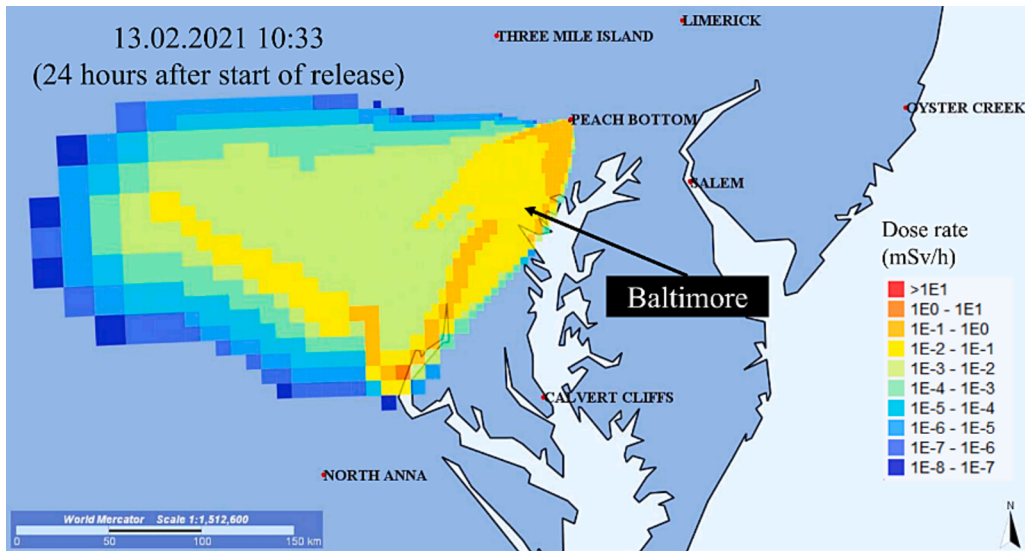 13.02.2021 10:33
(24 hours after start of release)
LIMERICK
THREE MILE ISLAND
OYSTER CREEK
PEACH BOTTOM
SALEM
Baltimore
CALVERT CLIFFS
NORTH ANNA
Dose rate
(mSv/h)
>1E1
1E0 - 1E1
1E-1 - 1E0
1E-2 - 1E-1
1E-3 - 1E-2
1E-4 - 1E-3
1E-5 - 1E-4
1E-6 - 1E-5
1E-7 - 1E-6
1E-8 - 1E-7
World Mercator Scale 1:1,512,600
0 50 100 150 km
N